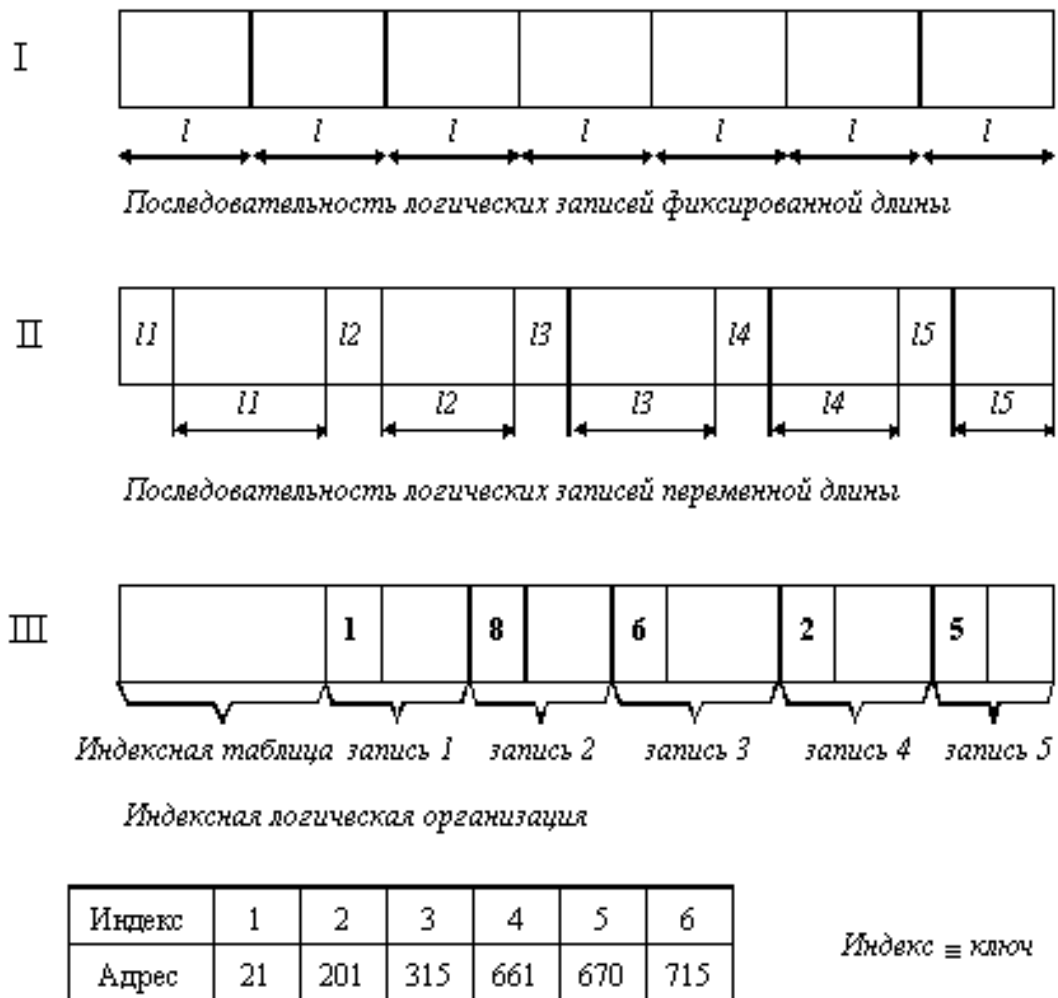 I
l l l l l l l
Последовательность логических записей фиксированной длины
II
l1 l2 l3 l4 l5
l1 l2 l3 l4 l5
Последовательность логических записей переменной длины
III
1 8 6 2 5
Индексная таблица запись 1 запись 2 запись 3 запись 4 запись 5
Индексная логическая организация
Индекс 1 2 3 4 5 6
Адрес 21 201 315 661 670 715
Индекс ≡ ключ